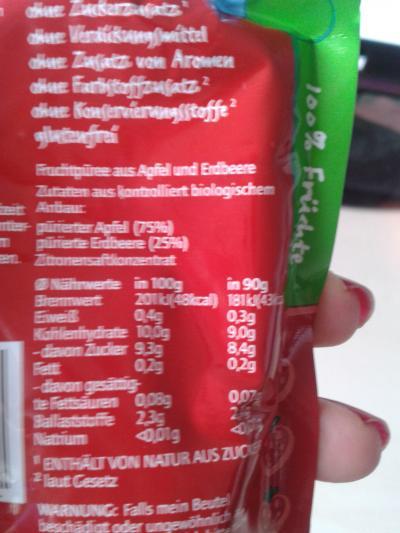 ohne Zuckerzusatz¹
ohne Verdickungsmittel
ohne Zusatz von Aromen
ohne Farbstoffzusatz²
ohne Konservierungsstoffe²
glutenfrei
100% Früchte
Fruchtpüree aus Apfel und Erdbeere
Zutaten aus kontrolliert biologischem
Anbau:
pürierter Apfel (75%)
pürierte Erdbeere (25%)
Zitronensaftkonzentrat
Ø Nährwerte in 100g in 90g
Brennwert 201kJ(48kcal) 181kJ(43kc
Eiweiß 0,4g 0,3g
Kohlenhydrate 10,0g 9,0g
- davon Zucker 9,3g 8,4g
Fett 0,2g 0,2g
- davon gesättig-
te Fettsäuren 0,08g 0,07
Ballaststoffe 2,3g
Natrium <0,01g
¹ ENTHÄLT VON NATUR AUS ZUCK
² laut Gesetz
WARNUNG: Falls mein Beutel
beschädigt oder ungewöhnlich